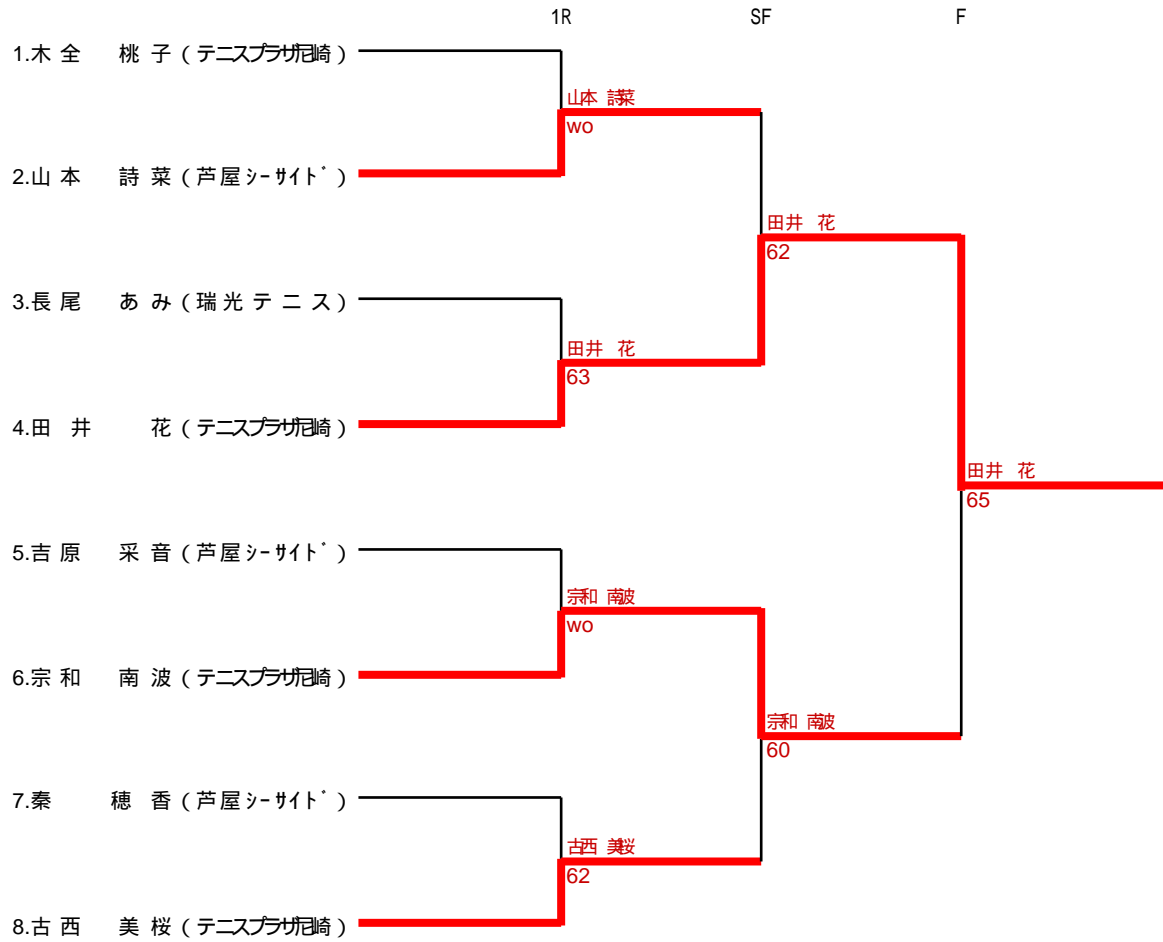 1R SF F
1.木全 桃子(テニスプラザ尼崎)
山本 詩菜
wo
2.山本 詩菜(芦屋シーサイド)
田井 花
62
3.長尾 あみ(瑞光テニス)
田井 花
63
4.田井 花(テニスプラザ尼崎)
田井 花
65
5.吉原 采音(芦屋シーサイド)
宗和 南波
wo
6.宗和 南波(テニスプラザ尼崎)
宗和 南波
60
7.秦 穂香(芦屋シーサイド)
古西 美桜
62
8.古西 美桜(テニスプラザ尼崎)